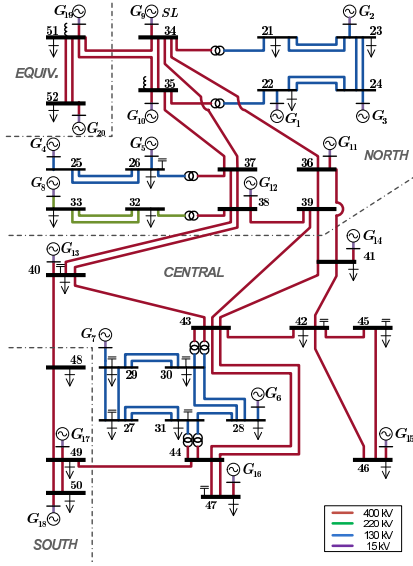 G19 G9 SL G2
51 34 21 23
EQUIV. 35 22 24
52
G20 G10 G1 G3
G4 G5 G11 NORTH
25 26 37 36
G8 G12
33 32 38 39
G13 G14
40 CENTRAL 41
43 42 45
G7
48 29 30
G6
27 31 28
G17 G15
49 44 G16 46
50 47
G18
SOUTH
400 kV
220 kV
130 kV
15 kV